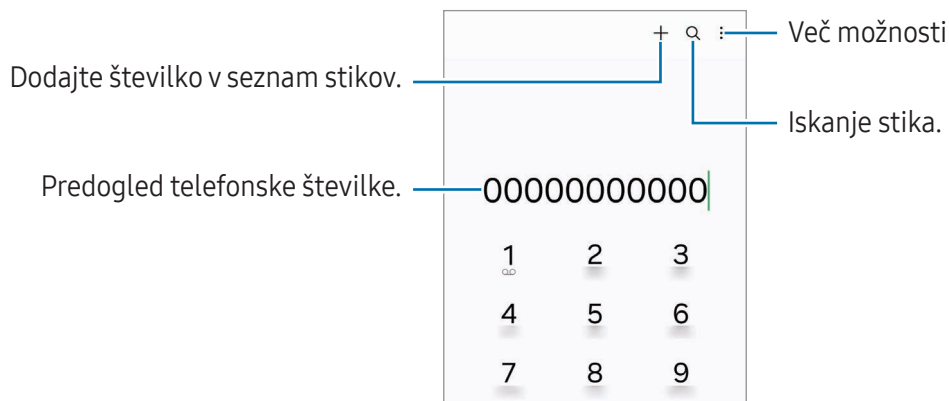 Več možnosti
Dodajte številko v seznam stikov.
Iskanje stika.
Predogled telefonske številke.
00000000000
1 2 3
4 5 6
7 8 9